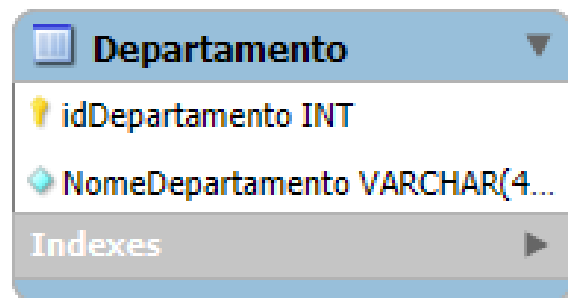 Departamento
idDepartamento INT
NomeDepartamento VARCHAR(4...
Indexes